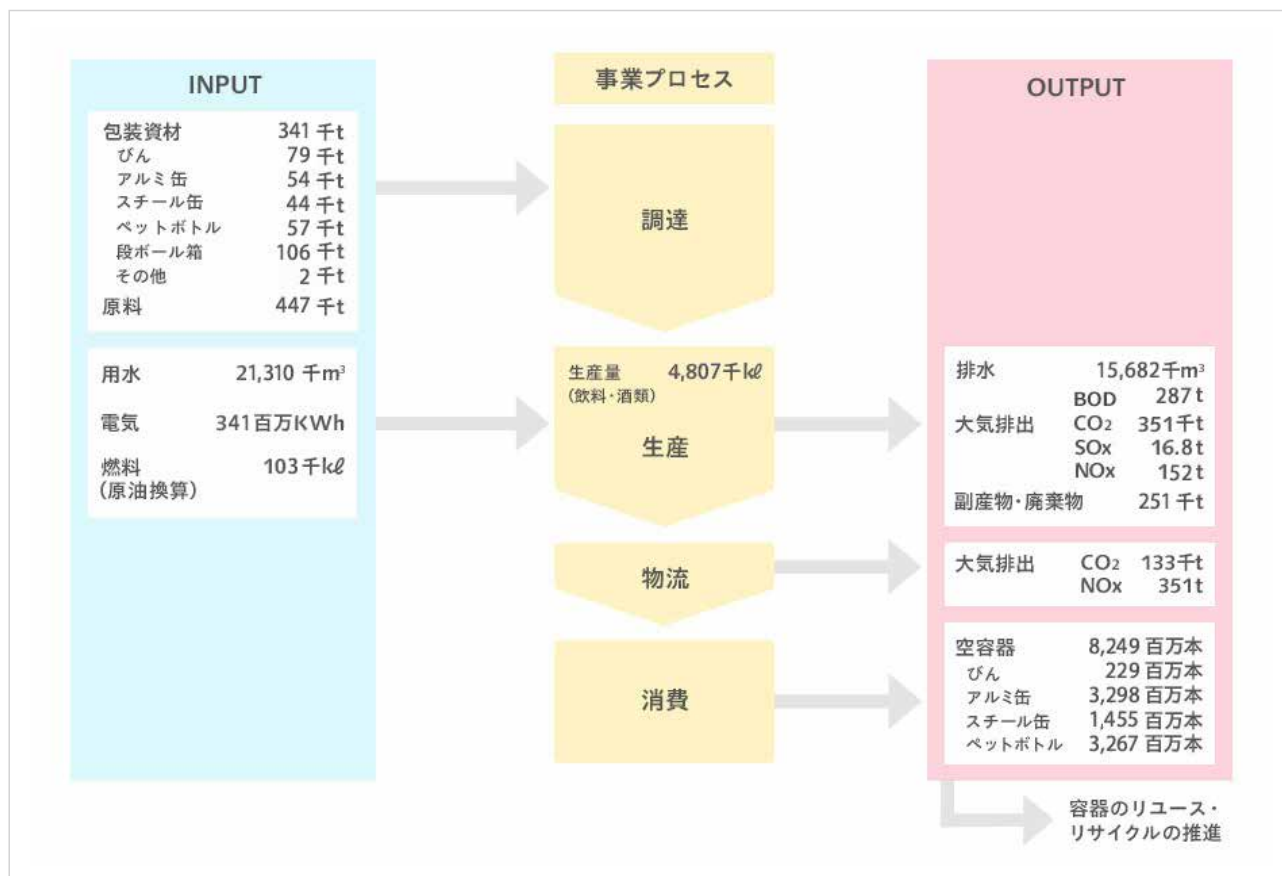 INPUT
包装資材 341 千t
びん 79 千t
アルミ缶 54 千t
スチール缶 44 千t
ペットボトル 57 千t
段ボール箱 106 千t
その他 2 千t
原料 447 千t
用水 21,310 千m³
電気 341百万KWh
燃料 103千kℓ
(原油換算)
事業プロセス
調達
生産量 4,807千kℓ
(飲料・酒類)
生産
物流
消費
OUTPUT
排水 15,682千m³
BOD 287t
大気排出 CO₂ 351千t
SOx 16.8t
NOx 152t
副産物・廃棄物 251千t
大気排出 CO₂ 133千t
NOx 351t
空容器 8,249 百万本
びん 229 百万本
アルミ缶 3,298 百万本
スチール缶 1,455 百万本
ペットボトル 3,267 百万本
容器のリユース・
リサイクルの推進